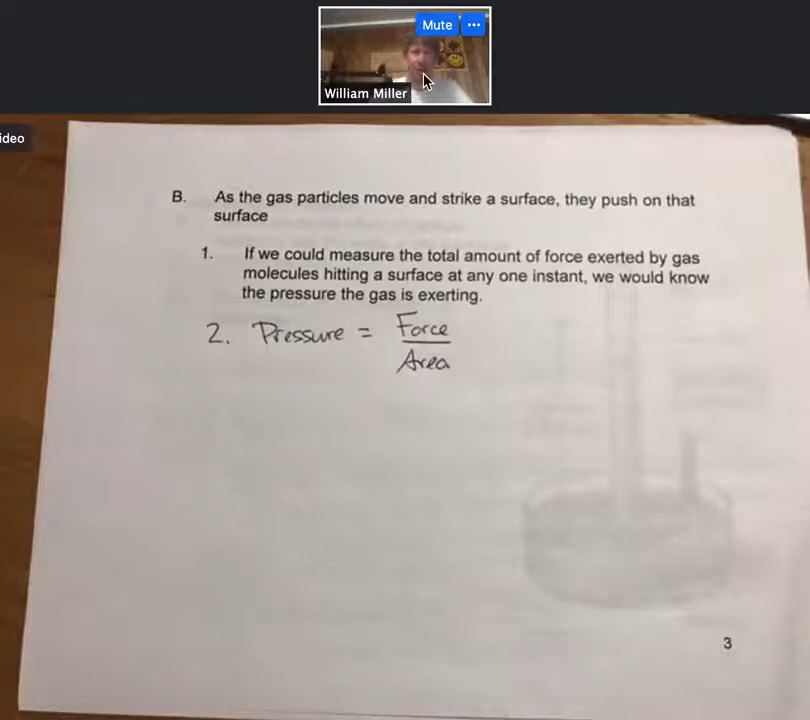 Mute ...
William Miller
ideo
B. As the gas particles move and strike a surface, they push on that
surface
1. If we could measure the total amount of force exerted by gas
molecules hitting a surface at any one instant, we would know
the pressure the gas is exerting.
2. Pressure = Force
Area
3